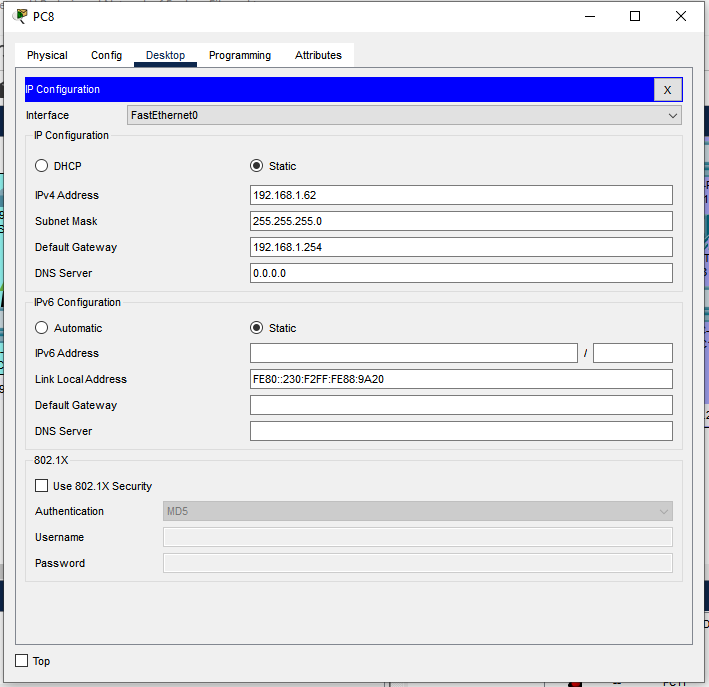 PC8
Physical Config Desktop Programming Attributes
IP Configuration X
Interface FastEthernet0
IP Configuration
DHCP Static
IPv4 Address 192.168.1.62
Subnet Mask 255.255.255.0
Default Gateway 192.168.1.254
DNS Server 0.0.0.0
IPv6 Configuration
Automatic Static
IPv6 Address /
Link Local Address FE80::230:F2FF:FE88:9A20
Default Gateway
DNS Server
802.1X
Use 802.1X Security
Authentication MD5
Username
Password
Top